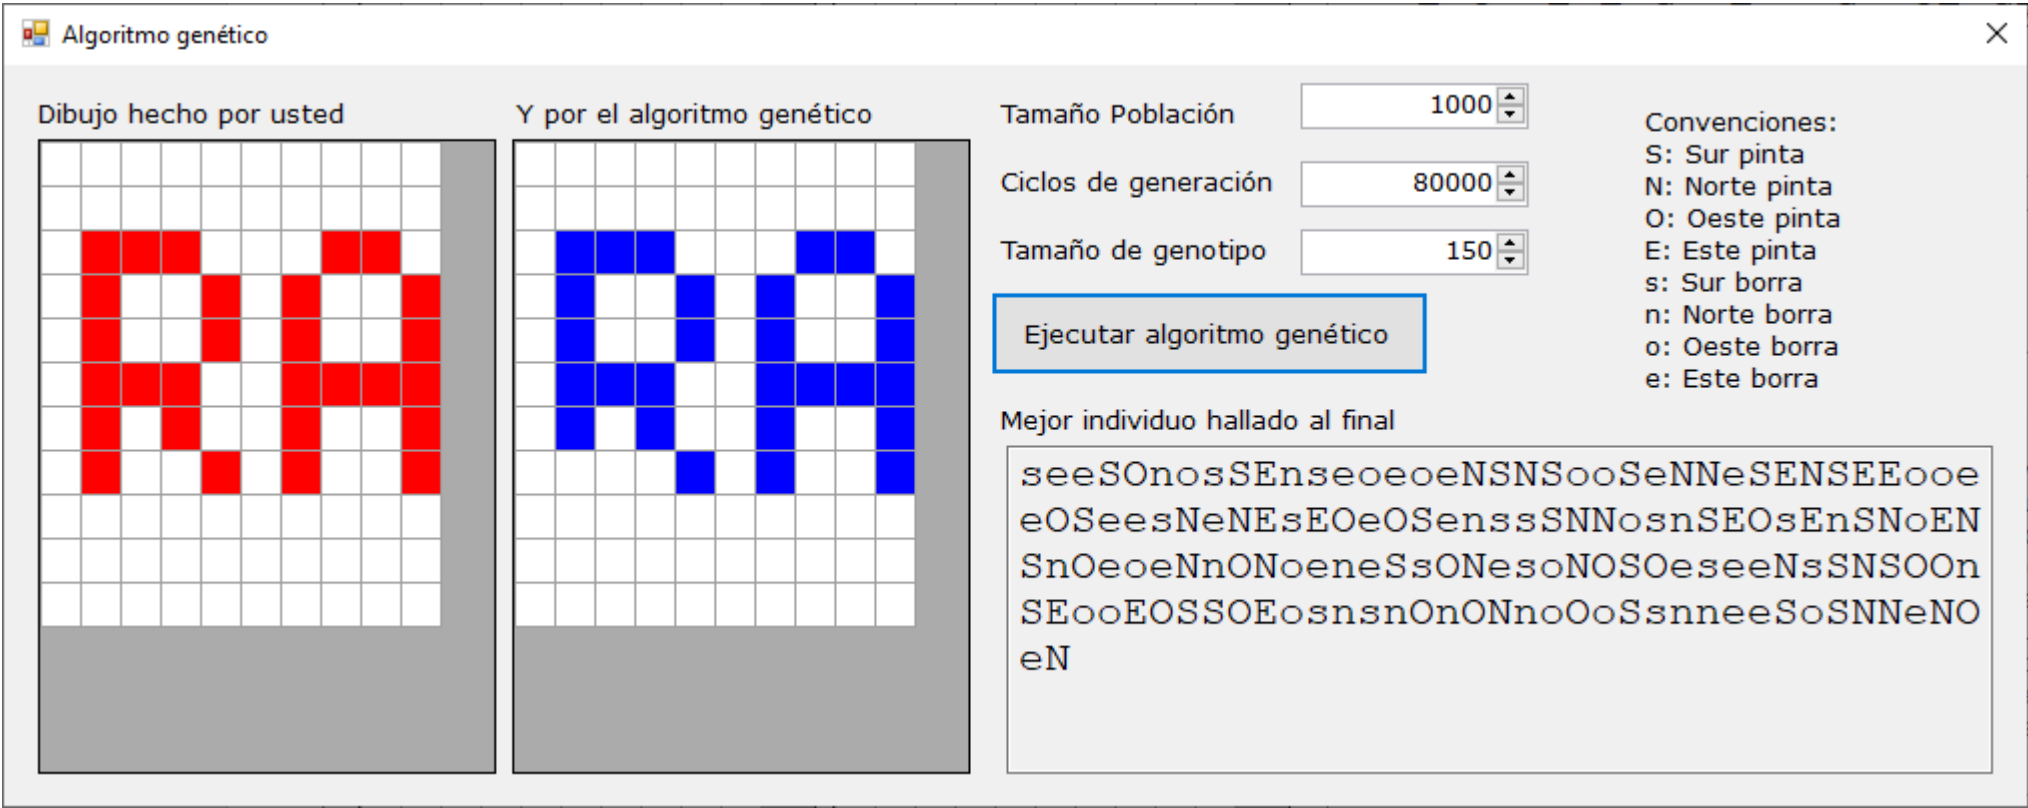 Algoritmo genético
Dibujo hecho por usted
Y por el algoritmo genético
Tamaño Población
1000
Ciclos de generación
80000
Tamaño de genotipo
150
Ejecutar algoritmo genético
Convenciones:
S: Sur pinta
N: Norte pinta
O: Oeste pinta
E: Este pinta
s: Sur borra
n: Norte borra
o: Oeste borra
e: Este borra
Mejor individuo hallado al final
seeSOnosSEnseoeoeNSNSooSeNNeSENSEEooe
eOSeesNeNEsEOeOSenssSNNosnSEOsEnSNoEN
SnOeoeNnONoeneSsONesoNOSOeseeNsSNSOOn
SEooEOSSOEosnsnOnONnoOoSsnneeSoSNNeNO
eN